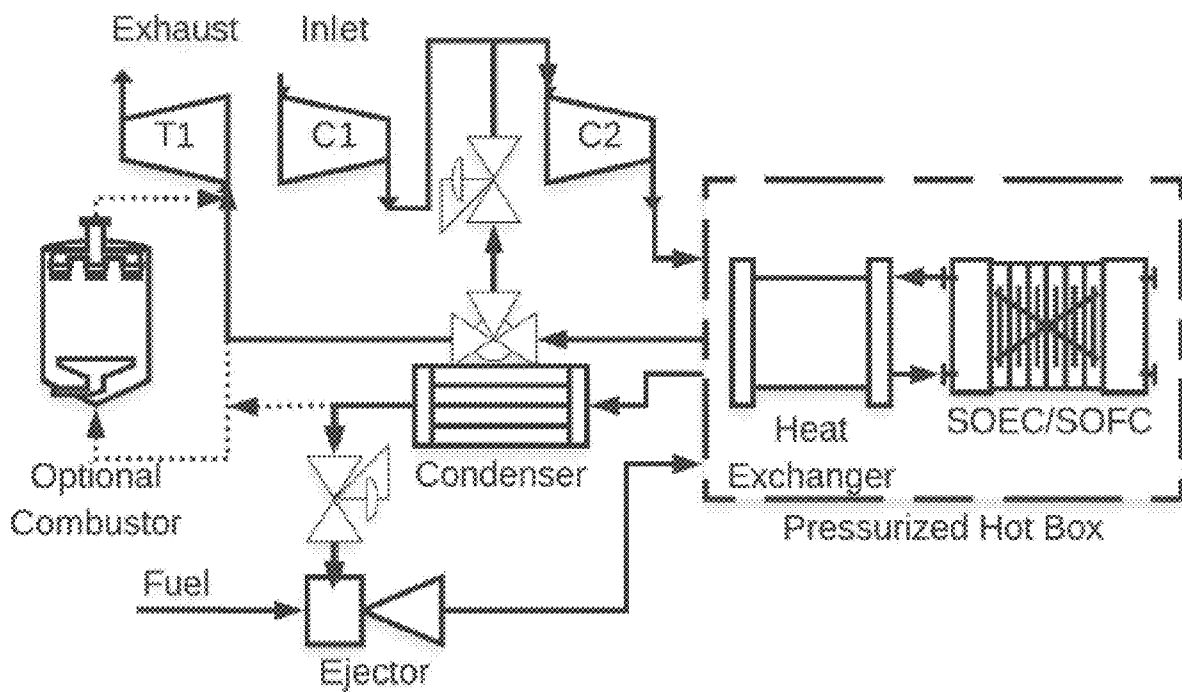 Exhaust
Inlet
T1
C1
C2
Heat
Exchanger
SOEC/SOFC
Condenser
Optional
Combustor
Pressurized Hot Box
Fuel
Ejector